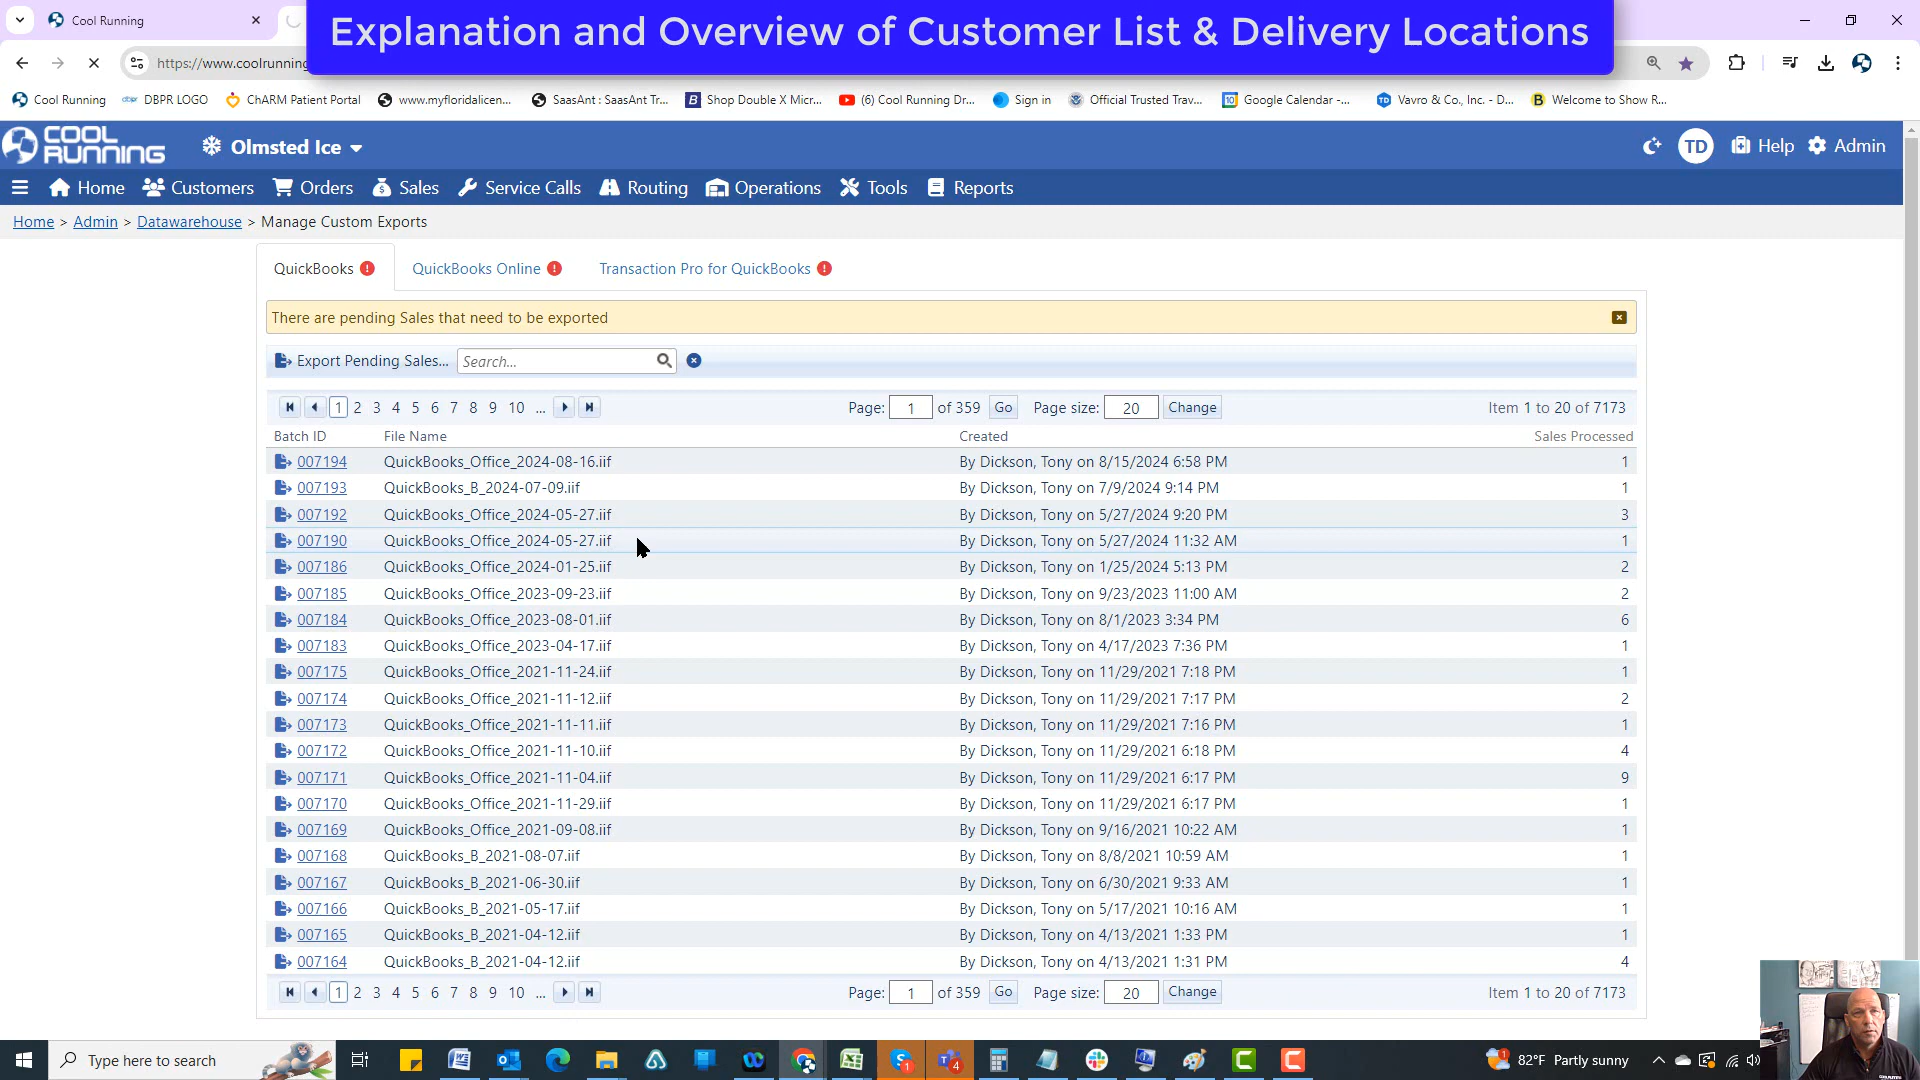 Cool Running
Explanation and Overview of Customer List & Delivery Locations
https://www.coolrunning
Cool Running
DBPR LOGO
ChARM Patient Portal
www.myfloridalicen...
SaasAnt : SaasAnt Tr...
Shop Double X Micr...
(6) Cool Running Dr...
Sign in
Official Trusted Trav...
Google Calendar -...
Vavro & Co., Inc. - D...
Welcome to Show R...
COOL RUNNING
Olmsted Ice
TD
Help
Admin
Home
Customers
Orders
Sales
Service Calls
Routing
Operations
Tools
Reports
Home > Admin > Datawarehouse > Manage Custom Exports
QuickBooks
QuickBooks Online
Transaction Pro for QuickBooks
There are pending Sales that need to be exported
Export Pending Sales... Search...
1 2 3 4 5 6 7 8 9 10 ... Page: 1 of 359 Go Page size: 20 Change Item 1 to 20 of 7173
Batch ID File Name Created Sales Processed
007194 QuickBooks_Office_2024-08-16.iif By Dickson, Tony on 8/15/2024 6:58 PM 1
007193 QuickBooks_B_2024-07-09.iif By Dickson, Tony on 7/9/2024 9:14 PM 1
007192 QuickBooks_Office_2024-05-27.iif By Dickson, Tony on 5/27/2024 9:20 PM 3
007190 QuickBooks_Office_2024-05-27.iif By Dickson, Tony on 5/27/2024 11:32 AM 1
007186 QuickBooks_Office_2024-01-25.iif By Dickson, Tony on 1/25/2024 5:13 PM 2
007185 QuickBooks_Office_2023-09-23.iif By Dickson, Tony on 9/23/2023 11:00 AM 2
007184 QuickBooks_Office_2023-08-01.iif By Dickson, Tony on 8/1/2023 3:34 PM 6
007183 QuickBooks_Office_2023-04-17.iif By Dickson, Tony on 4/17/2023 7:36 PM 1
007175 QuickBooks_Office_2021-11-24.iif By Dickson, Tony on 11/29/2021 7:18 PM 1
007174 QuickBooks_Office_2021-11-12.iif By Dickson, Tony on 11/29/2021 7:17 PM 2
007173 QuickBooks_Office_2021-11-11.iif By Dickson, Tony on 11/29/2021 7:16 PM 1
007172 QuickBooks_Office_2021-11-10.iif By Dickson, Tony on 11/29/2021 6:18 PM 4
007171 QuickBooks_Office_2021-11-04.iif By Dickson, Tony on 11/29/2021 6:17 PM 9
007170 QuickBooks_Office_2021-11-29.iif By Dickson, Tony on 11/29/2021 6:17 PM 1
007169 QuickBooks_Office_2021-09-08.iif By Dickson, Tony on 9/16/2021 10:22 AM 1
007168 QuickBooks_B_2021-08-07.iif By Dickson, Tony on 8/8/2021 10:59 AM 1
007167 QuickBooks_B_2021-06-30.iif By Dickson, Tony on 6/30/2021 9:33 AM 1
007166 QuickBooks_B_2021-05-17.iif By Dickson, Tony on 5/17/2021 10:16 AM 1
007165 QuickBooks_B_2021-04-12.iif By Dickson, Tony on 4/13/2021 1:33 PM 1
007164 QuickBooks_B_2021-04-12.iif By Dickson, Tony on 4/13/2021 1:31 PM 4
1 2 3 4 5 6 7 8 9 10 ... Page: 1 of 359 Go Page size: 20 Change Item 1 to 20 of 7173
Type here to search
82°F Partly sunny